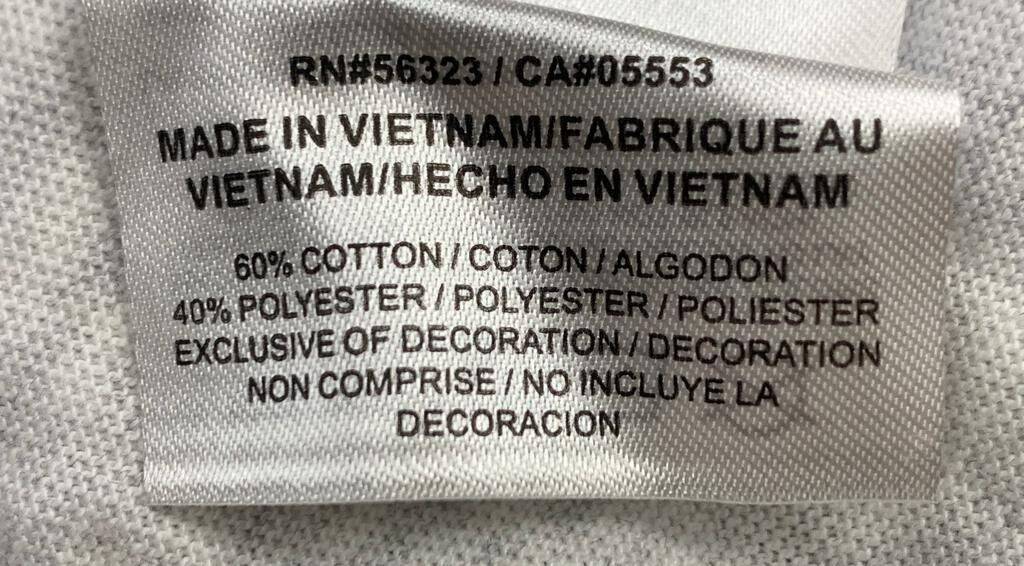 RN#56323 / CA#05553
MADE IN VIETNAM/FABRIQUE AU
VIETNAM/HECHO EN VIETNAM
60% COTTON / COTON / ALGODON
40% POLYESTER / POLYESTER / POLIESTER
EXCLUSIVE OF DECORATION / DECORATION
NON COMPRISE / NO INCLUYE LA
DECORACION